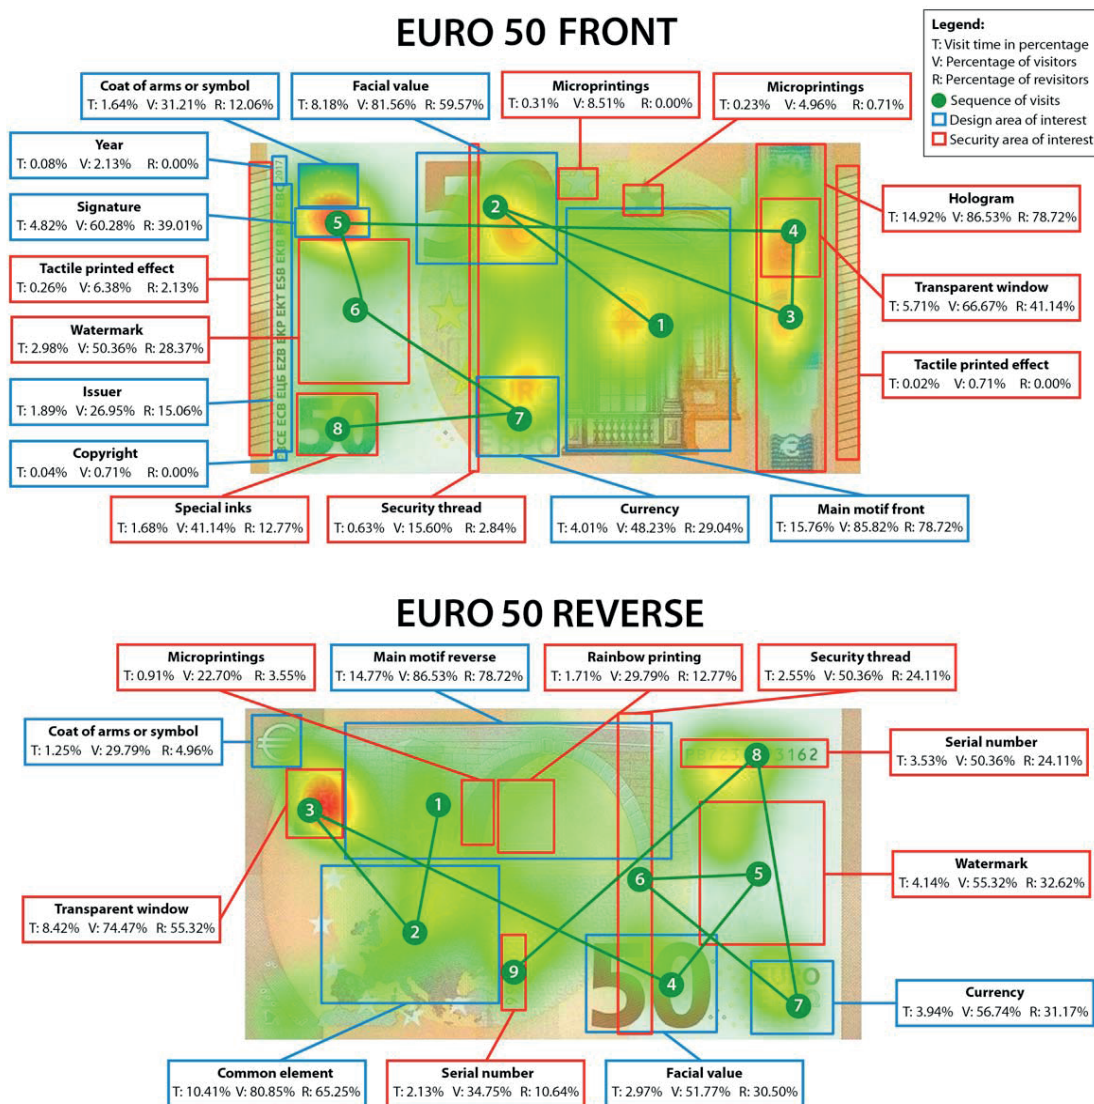 EURO 50 FRONT
Legend:
T: Visit time in percentage
V: Percentage of visitors
R: Percentage of revisitors
Sequence of visits
Design area of interest
Security area of interest
Coat of arms or symbol
T: 1.64% V: 31.21% R: 12.06%
Facial value
T: 8.18% V: 81.56% R: 59.57%
Microprintings
T: 0.31% V: 8.51% R: 0.00%
Microprintings
T: 0.23% V: 4.96% R: 0.71%
Year
T: 0.08% V: 2.13% R: 0.00%
Signature
T: 4.82% V: 60.28% R: 39.01%
Tactile printed effect
T: 0.26% V: 6.38% R: 2.13%
Watermark
T: 2.98% V: 50.36% R: 28.37%
Issuer
T: 1.89% V: 26.95% R: 15.06%
Copyright
T: 0.04% V: 0.71% R: 0.00%
Hologram
T: 14.92% V: 86.53% R: 78.72%
Transparent window
T: 5.71% V: 66.67% R: 41.14%
Tactile printed effect
T: 0.02% V: 0.71% R: 0.00%
BCE ECB ЕЦБ EZB EKP EKT ESB EKB
2017
5
2
4
6
1
3
50
8
7
€
Special inks
T: 1.68% V: 41.14% R: 12.77%
Security thread
T: 0.63% V: 15.60% R: 2.84%
Currency
T: 4.01% V: 48.23% R: 29.04%
Main motif front
T: 15.76% V: 85.82% R: 78.72%
EURO 50 REVERSE
Microprintings
T: 0.91% V: 22.70% R: 3.55%
Main motif reverse
T: 14.77% V: 86.53% R: 78.72%
Rainbow printing
T: 1.71% V: 29.79% R: 12.77%
Security thread
T: 2.55% V: 50.36% R: 24.11%
Coat of arms or symbol
T: 1.25% V: 29.79% R: 4.96%
Serial number
T: 3.53% V: 50.36% R: 24.11%
Transparent window
T: 8.42% V: 74.47% R: 55.32%
Watermark
T: 4.14% V: 55.32% R: 32.62%
Currency
T: 3.94% V: 56.74% R: 31.17%
€
8
3162
3
1
6
5
2
9
50
4
EURO
7
Common element
T: 10.41% V: 80.85% R: 65.25%
Serial number
T: 2.13% V: 34.75% R: 10.64%
Facial value
T: 2.97% V: 51.77% R: 30.50%